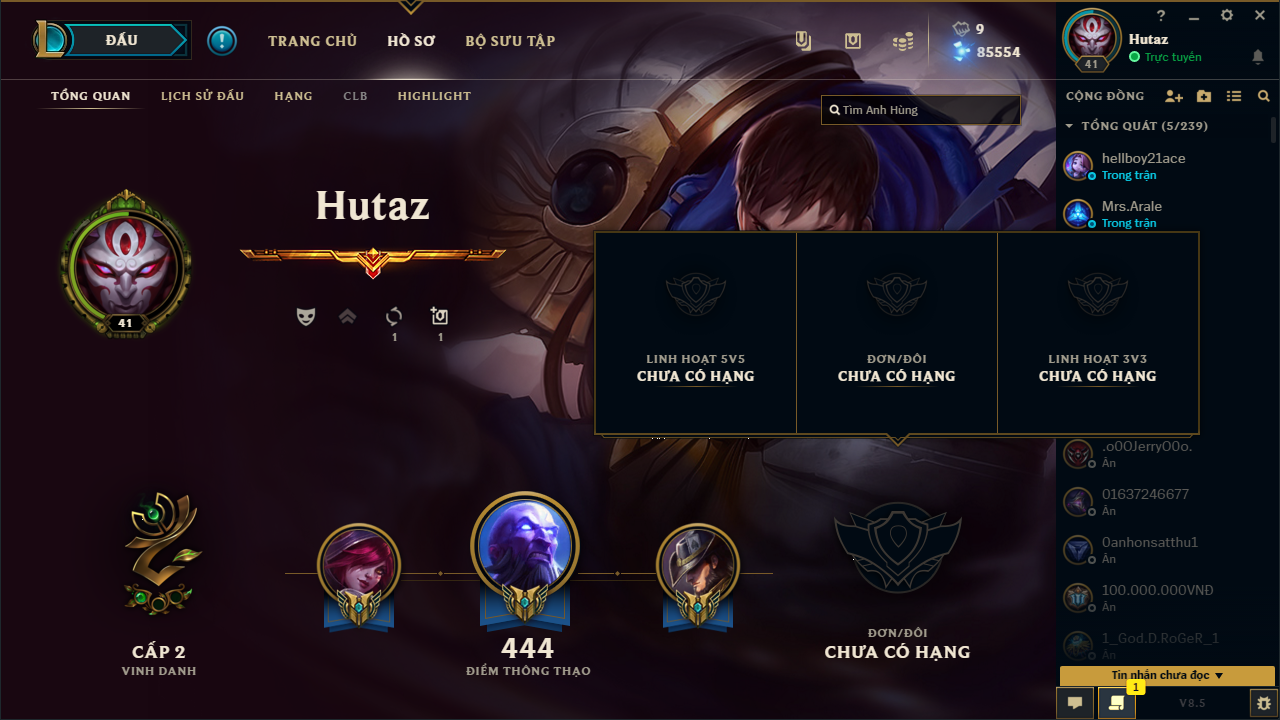 ĐẤU
TRANG CHỦ
HỒ SƠ
BỘ SƯU TẬP
9
85554
?
Hutaz
41
Trực tuyến
TỔNG QUAN
LỊCH SỬ ĐẤU
HẠNG
CLB
HIGHLIGHT
Tìm Anh Hùng
CỘNG ĐỒNG
TỔNG QUÁT (5/239)
hellboy21ace
Trong trận
Mrs.Arale
Trong trận
Hutaz
41
1
1
LINH HOẠT 5V5
CHƯA CÓ HẠNG
ĐƠN/ĐÔI
CHƯA CÓ HẠNG
LINH HOẠT 3V3
CHƯA CÓ HẠNG
.o0OJerryO0o.
Ẩn
01637246677
Ẩn
0anhonsatthu1
Ẩn
100.000.000VNĐ
Ẩn
1_God.D.RoGeR_1
Ẩn
CẤP 2
VINH DANH
444
ĐIỂM THÔNG THẠO
ĐƠN/ĐÔI
CHƯA CÓ HẠNG
Tin nhắn chưa đọc
1
V8.5